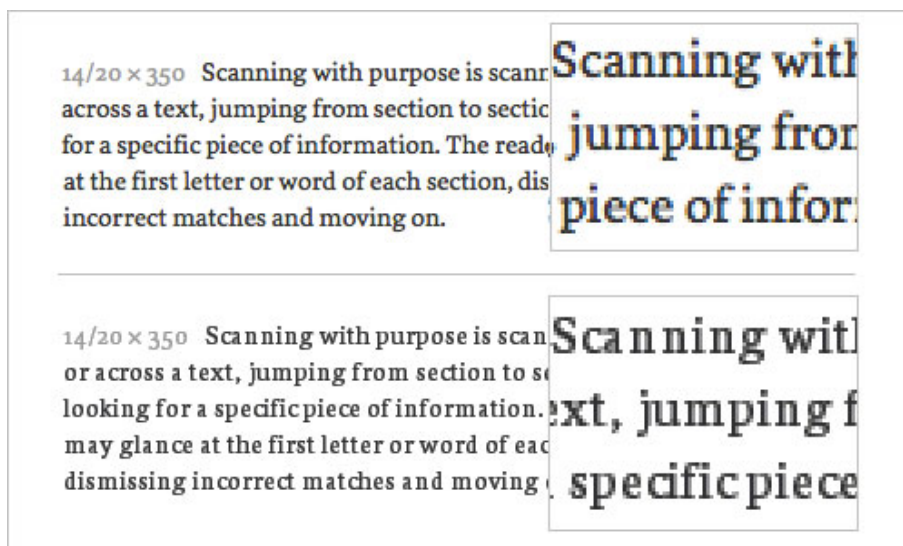 14/20 × 350 Scanning with purpose is scanr
across a text, jumping from section to sectio
for a specific piece of information. The reade
at the first letter or word of each section, dis
incorrect matches and moving on.
Scanning with
jumping from
piece of infor
14/20 × 350 Scanning with purpose is scan
or across a text, jumping from section to se
looking for a specific piece of information.
may glance at the first letter or word of eac
dismissing incorrect matches and moving
Scanning with
ext, jumping f
specific piece